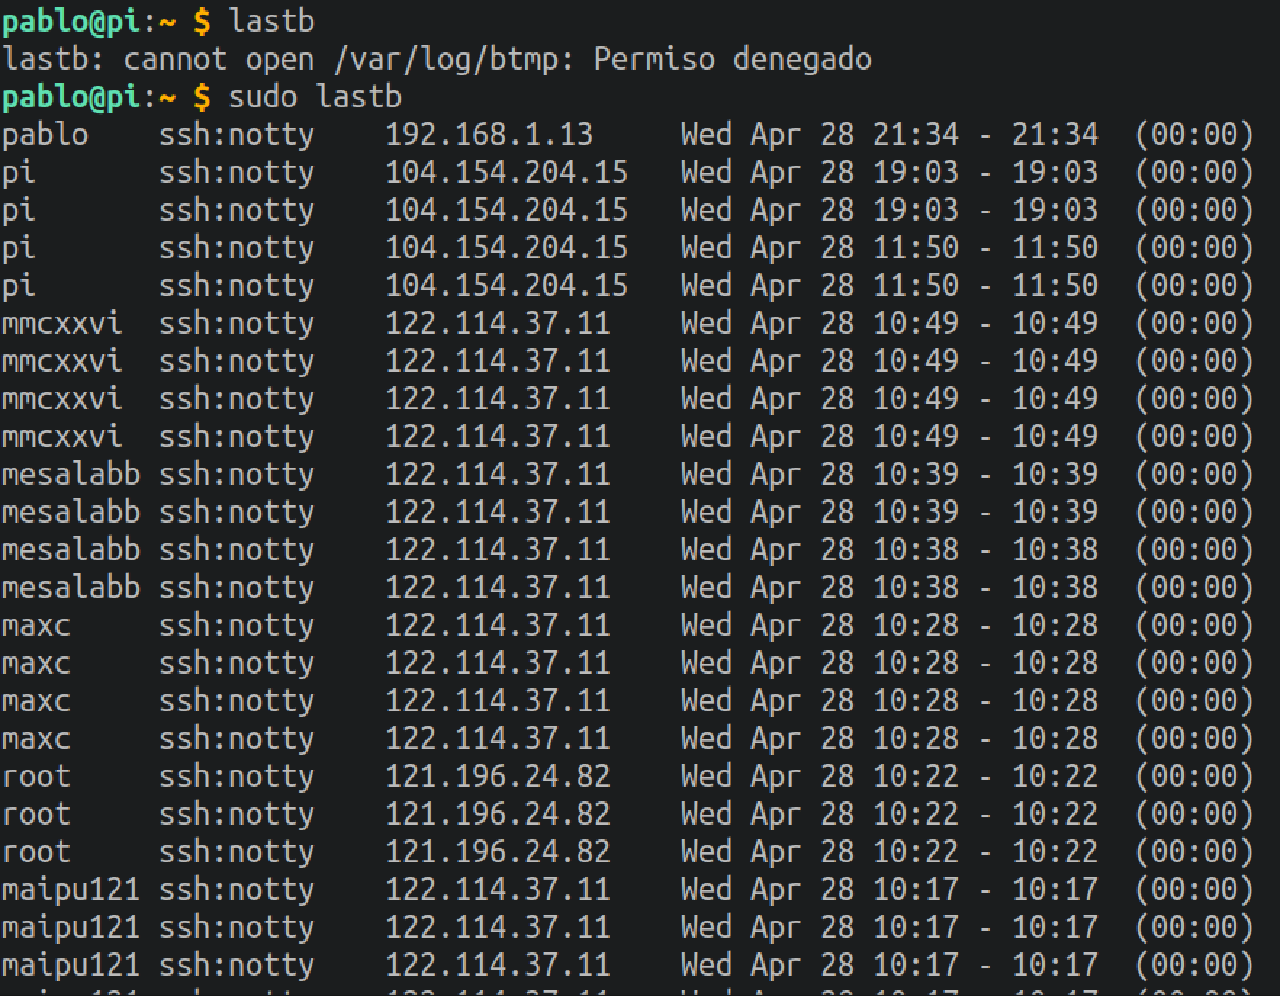 pablo@pi:~ $ lastb
lastb: cannot open /var/log/btmp: Permiso denegado
pablo@pi:~ $ sudo lastb
pablo    ssh:notty    192.168.1.13     Wed Apr 28 21:34 - 21:34  (00:00)
pi       ssh:notty    104.154.204.15   Wed Apr 28 19:03 - 19:03  (00:00)
pi       ssh:notty    104.154.204.15   Wed Apr 28 19:03 - 19:03  (00:00)
pi       ssh:notty    104.154.204.15   Wed Apr 28 11:50 - 11:50  (00:00)
pi       ssh:notty    104.154.204.15   Wed Apr 28 11:50 - 11:50  (00:00)
mmcxxvi  ssh:notty    122.114.37.11    Wed Apr 28 10:49 - 10:49  (00:00)
mmcxxvi  ssh:notty    122.114.37.11    Wed Apr 28 10:49 - 10:49  (00:00)
mmcxxvi  ssh:notty    122.114.37.11    Wed Apr 28 10:49 - 10:49  (00:00)
mmcxxvi  ssh:notty    122.114.37.11    Wed Apr 28 10:49 - 10:49  (00:00)
mesalabb ssh:notty    122.114.37.11    Wed Apr 28 10:39 - 10:39  (00:00)
mesalabb ssh:notty    122.114.37.11    Wed Apr 28 10:39 - 10:39  (00:00)
mesalabb ssh:notty    122.114.37.11    Wed Apr 28 10:38 - 10:38  (00:00)
mesalabb ssh:notty    122.114.37.11    Wed Apr 28 10:38 - 10:38  (00:00)
maxc     ssh:notty    122.114.37.11    Wed Apr 28 10:28 - 10:28  (00:00)
maxc     ssh:notty    122.114.37.11    Wed Apr 28 10:28 - 10:28  (00:00)
maxc     ssh:notty    122.114.37.11    Wed Apr 28 10:28 - 10:28  (00:00)
maxc     ssh:notty    122.114.37.11    Wed Apr 28 10:28 - 10:28  (00:00)
root     ssh:notty    121.196.24.82    Wed Apr 28 10:22 - 10:22  (00:00)
root     ssh:notty    121.196.24.82    Wed Apr 28 10:22 - 10:22  (00:00)
root     ssh:notty    121.196.24.82    Wed Apr 28 10:22 - 10:22  (00:00)
maipu121 ssh:notty    122.114.37.11    Wed Apr 28 10:17 - 10:17  (00:00)
maipu121 ssh:notty    122.114.37.11    Wed Apr 28 10:17 - 10:17  (00:00)
maipu121 ssh:notty    122.114.37.11    Wed Apr 28 10:17 - 10:17  (00:00)